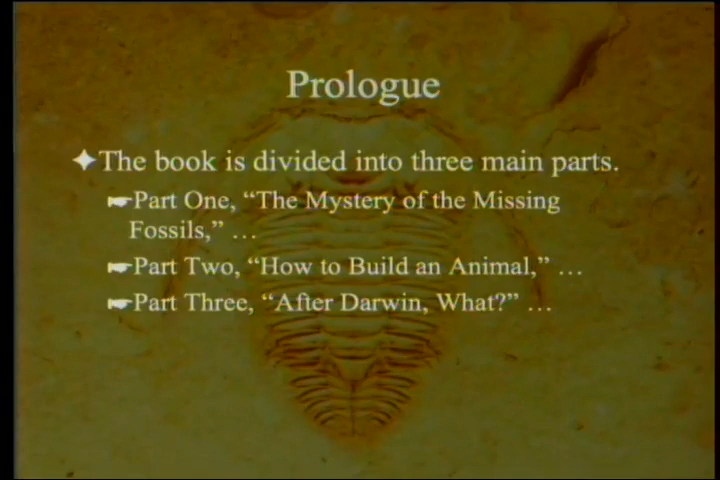 Prologue
The book is divided into three main parts.
Part One, “The Mystery of the Missing
Fossils,” …
Part Two, “How to Build an Animal,” …
Part Three, “After Darwin, What?” …